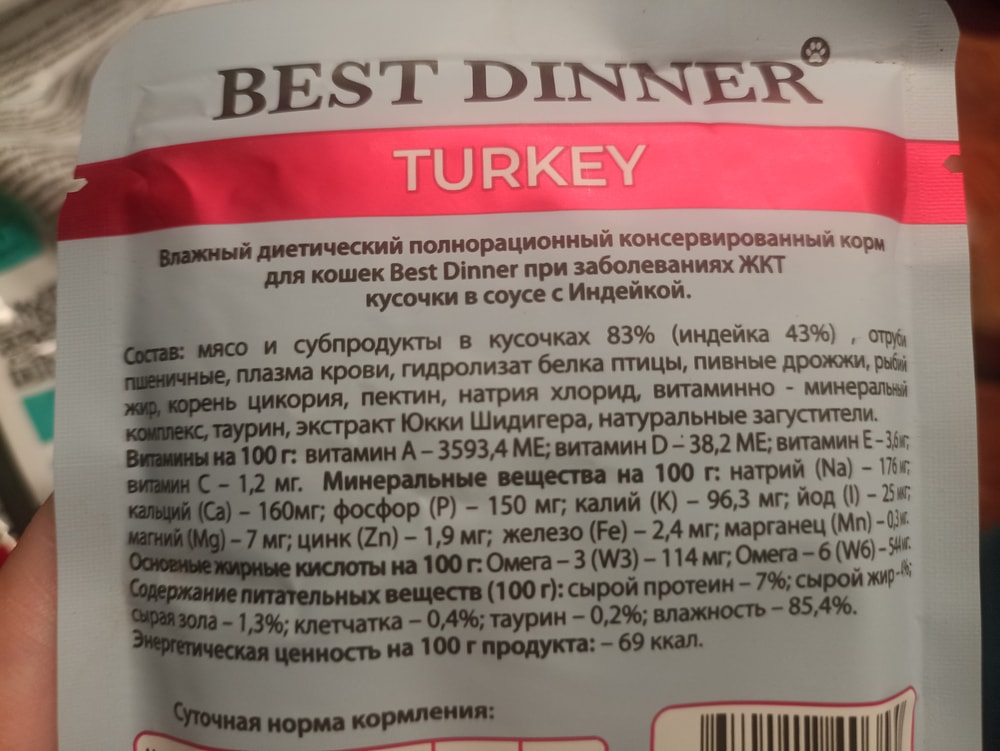 BEST DINNER
TURKEY
Влажный диетический полнорационный консервированный корм
для кошек Best Dinner при заболеваниях ЖКТ
кусочки в соусе с Индейкой.
Состав: мясо и субпродукты в кусочках 83% (индейка 43%) , отруби
пшеничные, плазма крови, гидролизат белка птицы, пивные дрожжи, рыбий
жир, корень цикория, пектин, натрия хлорид, витаминно - минеральный
комплекс, таурин, экстракт Юкки Шидигера, натуральные загустители.
Витамины на 100 г: витамин А – 3593,4 МЕ; витамин D – 38,2 МЕ; витамин Е – 3,6 мг;
витамин С – 1,2 мг. Минеральные вещества на 100 г: натрий (Na) – 176 мг;
кальций (Ca) – 160мг; фосфор (P) – 150 мг; калий (K) – 96,3 мг; йод (I) – 25 мкг;
магний (Mg) – 7 мг; цинк (Zn) – 1,9 мг; железо (Fe) – 2,4 мг; марганец (Mn) – 0,3 мг.
Основные жирные кислоты на 100 г: Омега – 3 (W3) – 114 мг; Омега – 6 (W6) – 544 мг.
Содержание питательных веществ (100 г): сырой протеин – 7%; сырой жир –4%;
сырая зола – 1,3%; клетчатка – 0,4%; таурин – 0,2%; влажность – 85,4%.
Энергетическая ценность на 100 г продукта: – 69 ккал.
Суточная норма кормления: